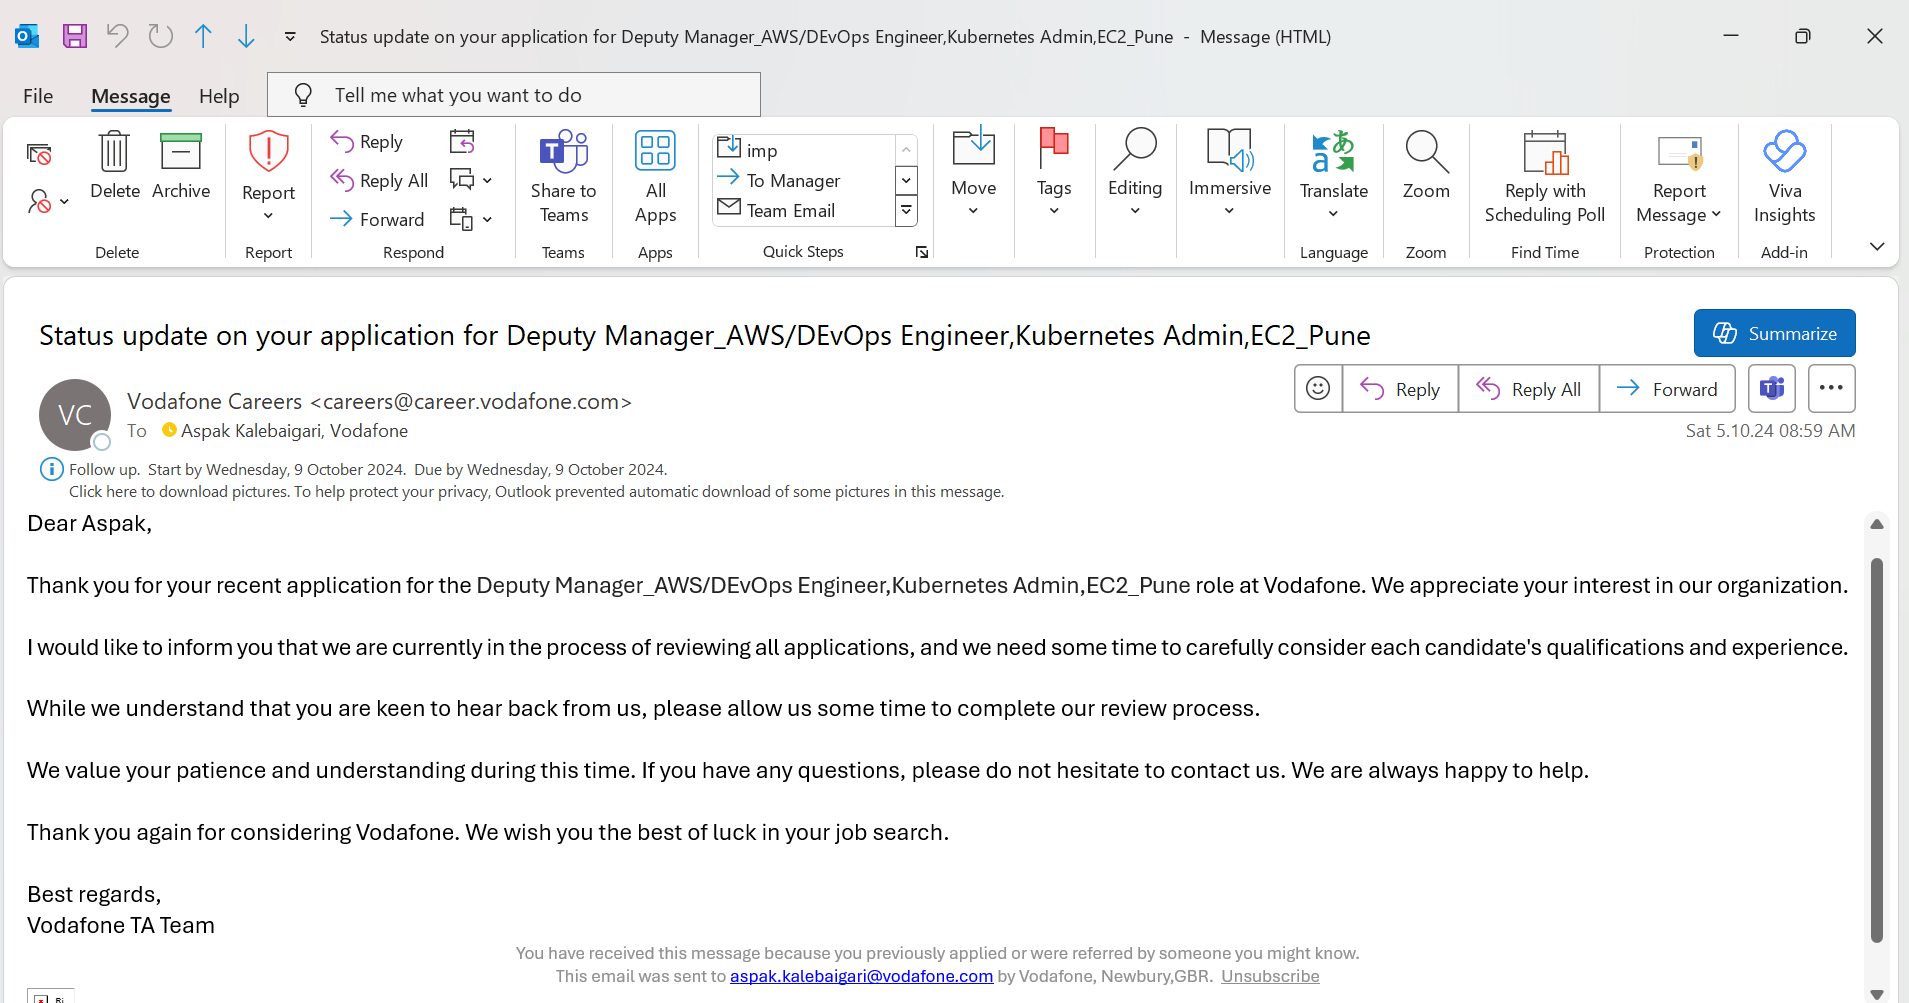 Status update on your application for Deputy Manager_AWS/DEvOps Engineer,Kubernetes Admin,EC2_Pune - Message (HTML)
File Message Help Tell me what you want to do
Delete
Archive
Report
Reply
Reply All
Forward
Share to
Teams
All
Apps
imp
To Manager
Team Email
Move
Tags
Editing
Immersive
Translate
Zoom
Reply with
Scheduling Poll
Report
Message
Viva
Insights
Delete Report Respond Teams Apps Quick Steps Language Zoom Find Time Protection Add-in
Status update on your application for Deputy Manager_AWS/DEvOps Engineer,Kubernetes Admin,EC2_Pune
Summarize
VC
Vodafone Careers <careers@career.vodafone.com>
Reply Reply All Forward
To Aspak Kalebaigari, Vodafone
Sat 5.10.24 08:59 AM
Follow up. Start by Wednesday, 9 October 2024. Due by Wednesday, 9 October 2024.
Click here to download pictures. To help protect your privacy, Outlook prevented automatic download of some pictures in this message.
Dear Aspak,
Thank you for your recent application for the Deputy Manager_AWS/DEvOps Engineer,Kubernetes Admin,EC2_Pune role at Vodafone. We appreciate your interest in our organization.
I would like to inform you that we are currently in the process of reviewing all applications, and we need some time to carefully consider each candidate's qualifications and experience.
While we understand that you are keen to hear back from us, please allow us some time to complete our review process.
We value your patience and understanding during this time. If you have any questions, please do not hesitate to contact us. We are always happy to help.
Thank you again for considering Vodafone. We wish you the best of luck in your job search.
Best regards,
Vodafone TA Team
You have received this message because you previously applied or were referred by someone you might know.
This email was sent to aspak.kalebaigari@vodafone.com by Vodafone, Newbury,GBR. Unsubscribe